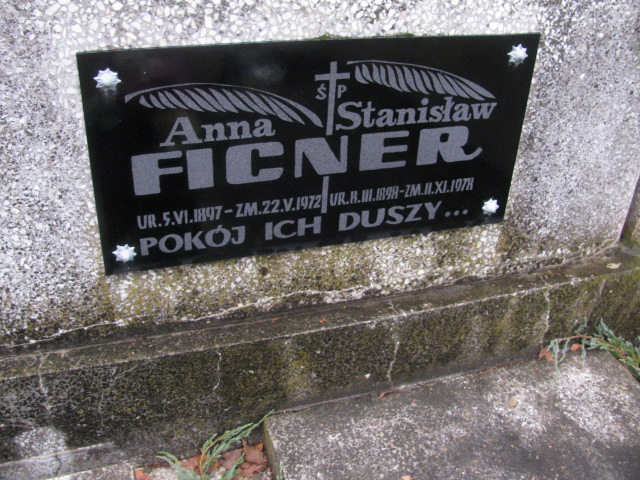 Ś P
Anna Stanisław
FICNER
UR. 5. VI. 1897 - ZM. 22. V. 1972 UR. 8. III. 1898 - ZM. 11. XI. 1978
POKÓJ ICH DUSZY...